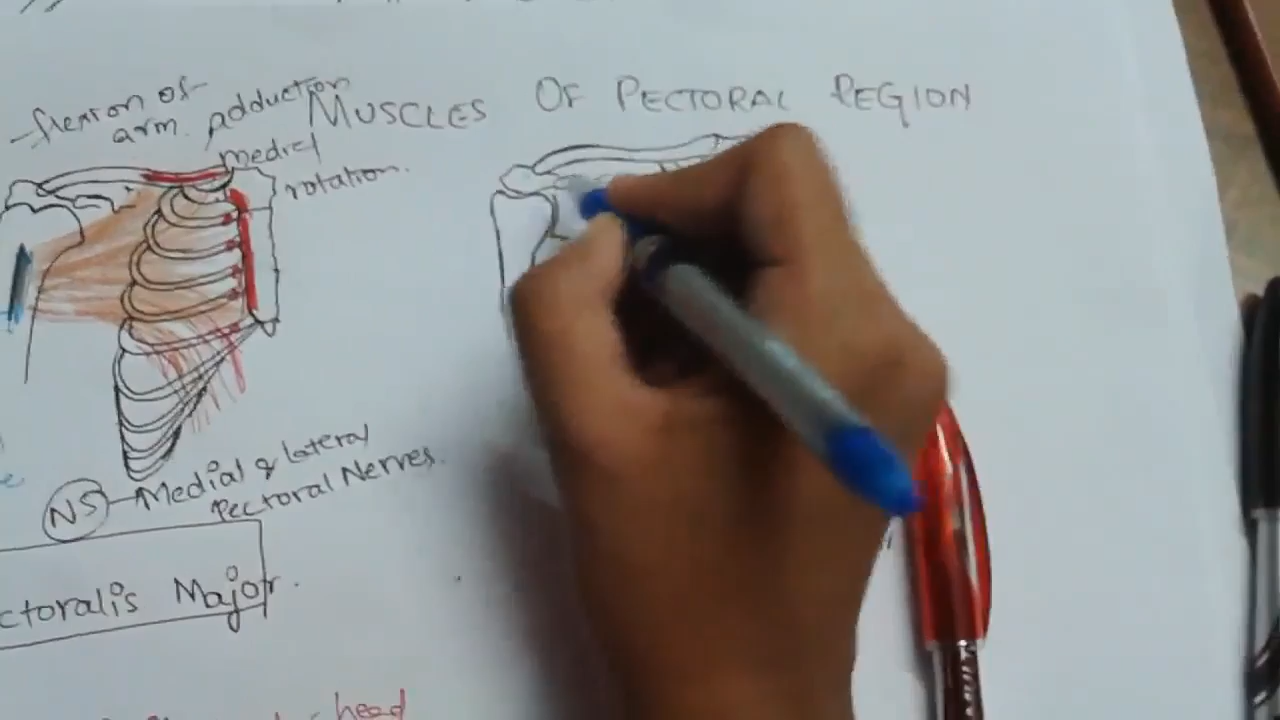 MUSCLES OF PECTORAL REGION
flexion of
arm. adduction
medial
rotation.
NS - Medial & lateral
Pectoral Nerves.
ctoralis Major.
head